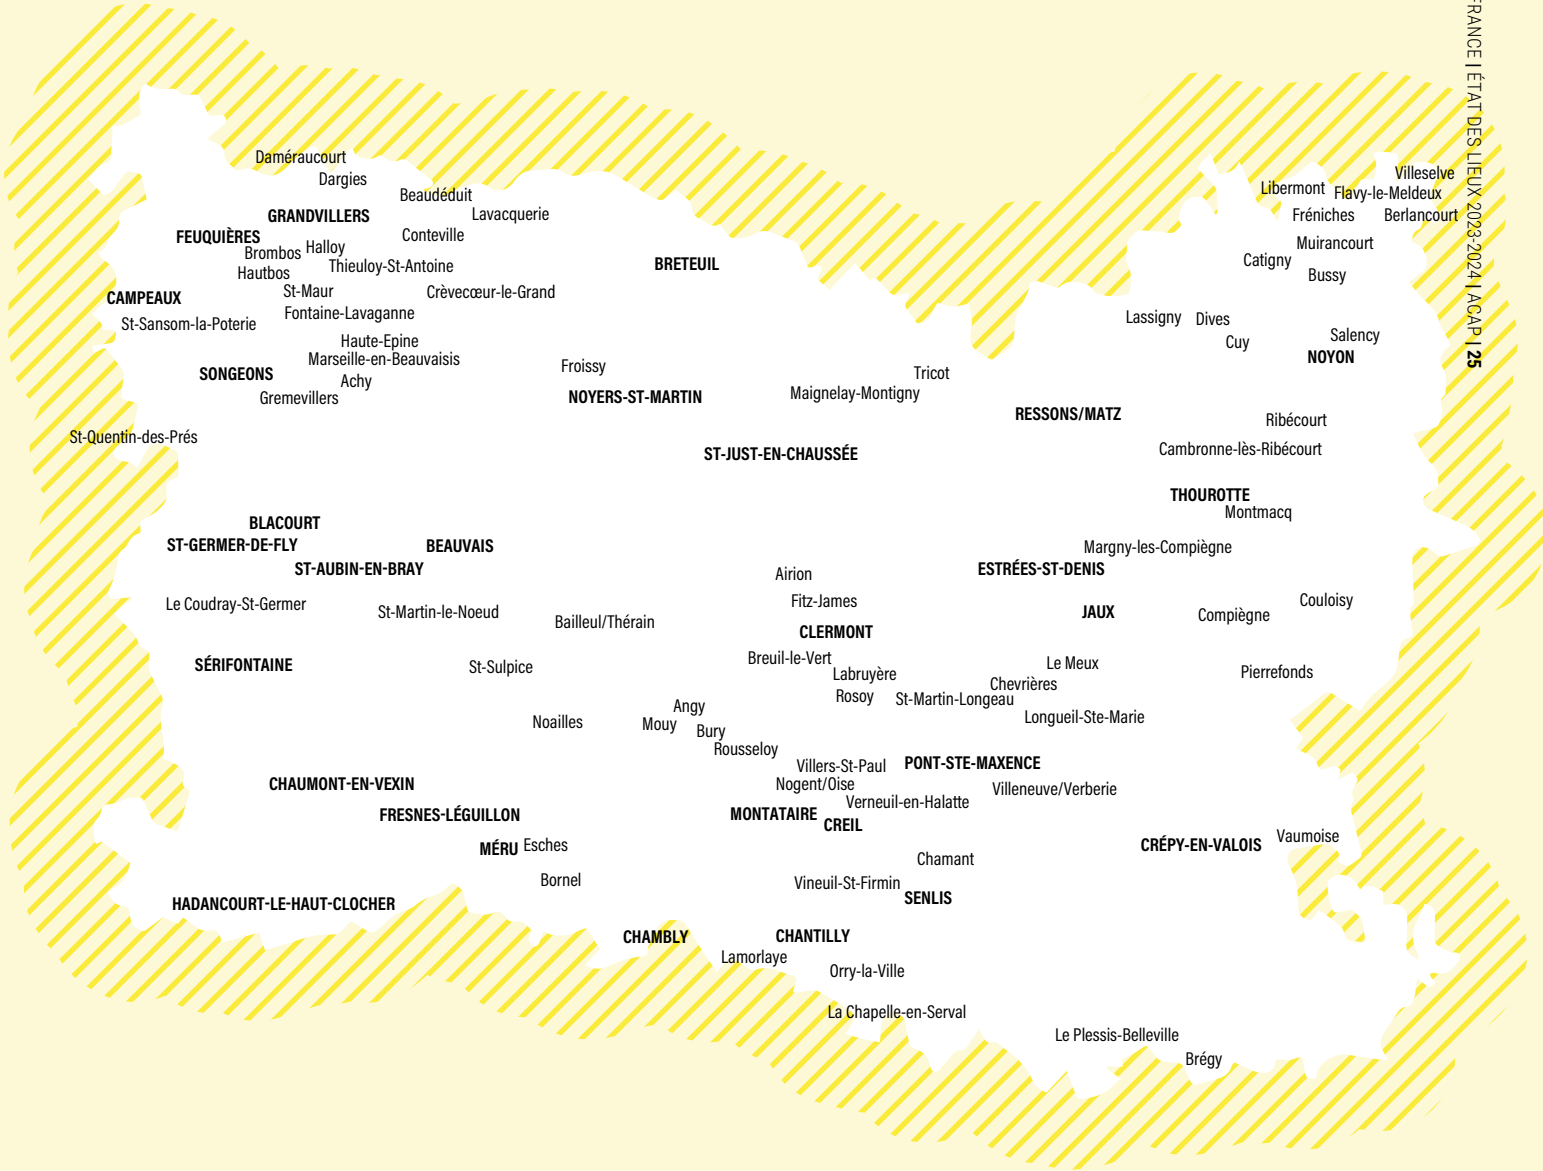 FRANCE | ÉTAT DES LIEUX 2023-2024 | ACAP | 25
Daméraucourt
Dargies
Beaudéduit
Lavacquerie
GRANDVILLERS
FEUQUIÈRES
Conteville
Brombos
Halloy
Hautbos
Thieuloy-St-Antoine
BRETEUIL
St-Maur
Crèvecœur-le-Grand
CAMPEAUX
Fontaine-Lavaganne
St-Sansom-la-Poterie
Haute-Epine
Marseille-en-Beauvaisis
SONGEONS
Achy
Gremevillers
Froissy
NOYERS-ST-MARTIN
Tricot
Maignelay-Montigny
St-Quentin-des-Prés
ST-JUST-EN-CHAUSSÉE
Villeselve
Libermont
Flavy-le-Meldeux
Fréniches
Berlancourt
Muirancourt
Catigny
Bussy
Lassigny
Dives
Cuy
Salency
NOYON
RESSONS/MATZ
Ribécourt
Cambronne-lès-Ribécourt
THOUROTTE
Montmacq
Margny-les-Compiègne
ESTRÉES-ST-DENIS
BLACOURT
ST-GERMER-DE-FLY
BEAUVAIS
ST-AUBIN-EN-BRAY
Airion
Le Coudray-St-Germer
St-Martin-le-Noeud
Bailleul/Thérain
Fitz-James
CLERMONT
JAUX
Compiègne
Couloisy
SÉRIFONTAINE
St-Sulpice
Breuil-le-Vert
Labruyère
Rosoy
St-Martin-Longeau
Chevrières
Le Meux
Longueil-Ste-Marie
Pierrefonds
Noailles
Angy
Mouy
Bury
Rousseloy
Villers-St-Paul
PONT-STE-MAXENCE
Nogent/Oise
Villeneuve/Verberie
Verneuil-en-Halatte
CHAUMONT-EN-VEXIN
FRESNES-LÉGUILLON
MONTATAIRE
CREIL
MÉRU
Esches
Bornel
CRÉPY-EN-VALOIS
Vaumoise
Chamant
Vineuil-St-Firmin
SENLIS
HADANCOURT-LE-HAUT-CLOCHER
CHAMBLY
CHANTILLY
Lamorlaye
Orry-la-Ville
La Chapelle-en-Serval
Le Plessis-Belleville
Brégy